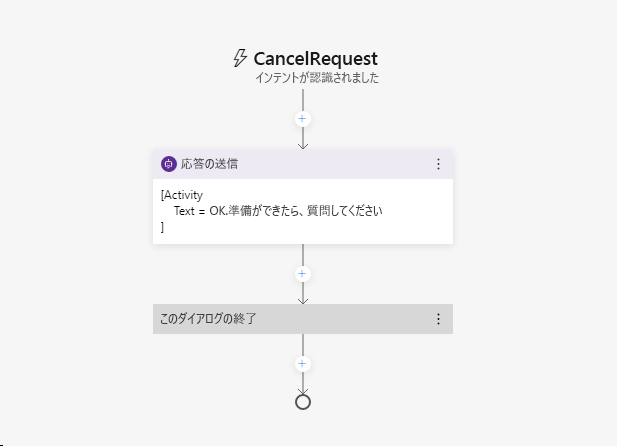 CancelRequest
インテントが認識されました
応答の送信
[Activity
Text = OK.準備ができたら、質問してください
]
このダイアログの終了